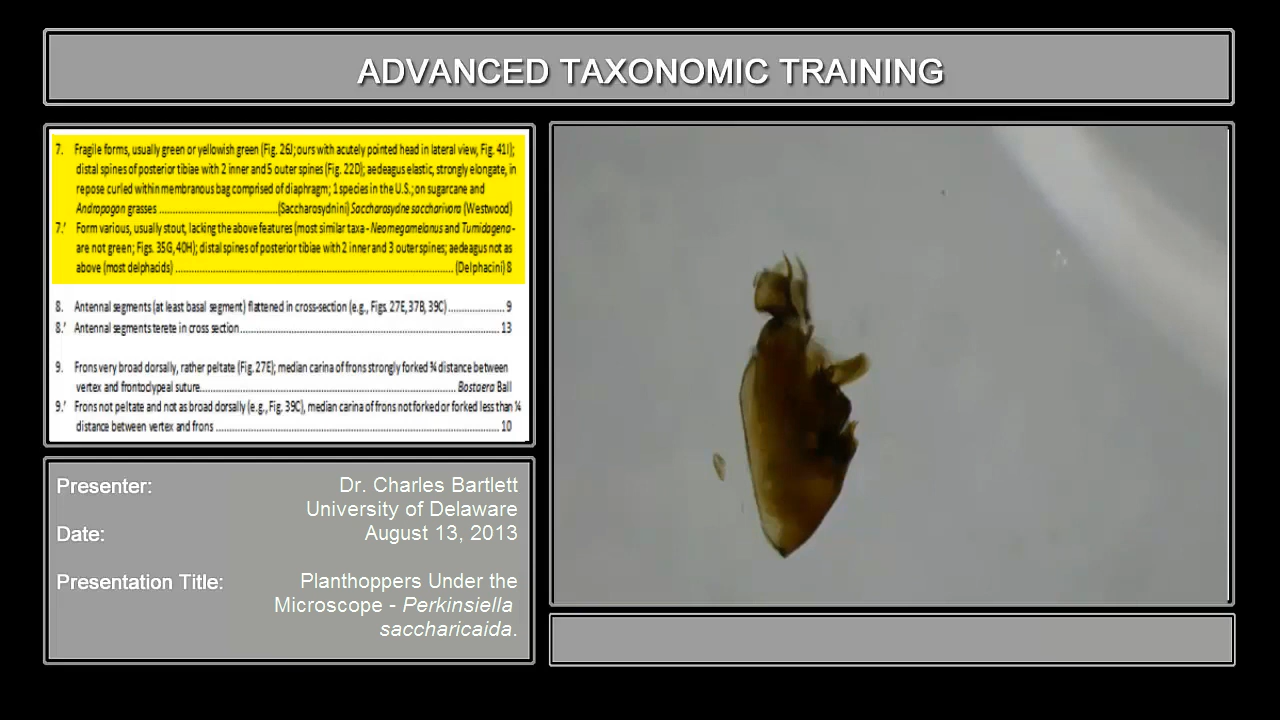 ADVANCED TAXONOMIC TRAINING
7. Fragile forms, usually green or yellowish green (Fig. 26J; ours with acutely pointed head in lateral view, Fig. 41I);
distal spines of posterior tibiae with 2 inner and 5 outer spines (Fig. 22D); aedeagus elastic, strongly elongate, in
repose curled within membranous bag comprised of diaphragm; 1 species in the U.S.; on sugarcane and
Andropogon grasses ........................................(Saccharosydnini) Saccharosydne saccharivora (Westwood)
7.' Form various, usually stout, lacking the above features (most similar taxa - Neomegamelanus and Tumidagena -
are not green; Figs. 35G, 40H); distal spines of posterior tibiae with 2 inner and 3 outer spines; aedeagus not as
above (most delphacids) ................................................................................................ (Delphacini) 8
8. Antennal segments (at least basal segment) flattened in cross-section (e.g., Figs. 27E, 37B, 39C) .................... 9
8.' Antennal segments terete in cross section.......................................................................................... 13
9. Frons very broad dorsally, rather peltate (Fig. 27E); median carina of frons strongly forked ¾ distance between
vertex and frontoclypeal suture.......................................................................................... Bostaera Ball
9.' Frons not peltate and not as broad dorsally (e.g., Fig. 39C), median carina of frons not forked or forked less than ¼
distance between vertex and frons .................................................................................................. 10
Presenter: Dr. Charles Bartlett
University of Delaware
Date: August 13, 2013
Presentation Title: Planthoppers Under the
Microscope - Perkinsiella
saccharicaida.